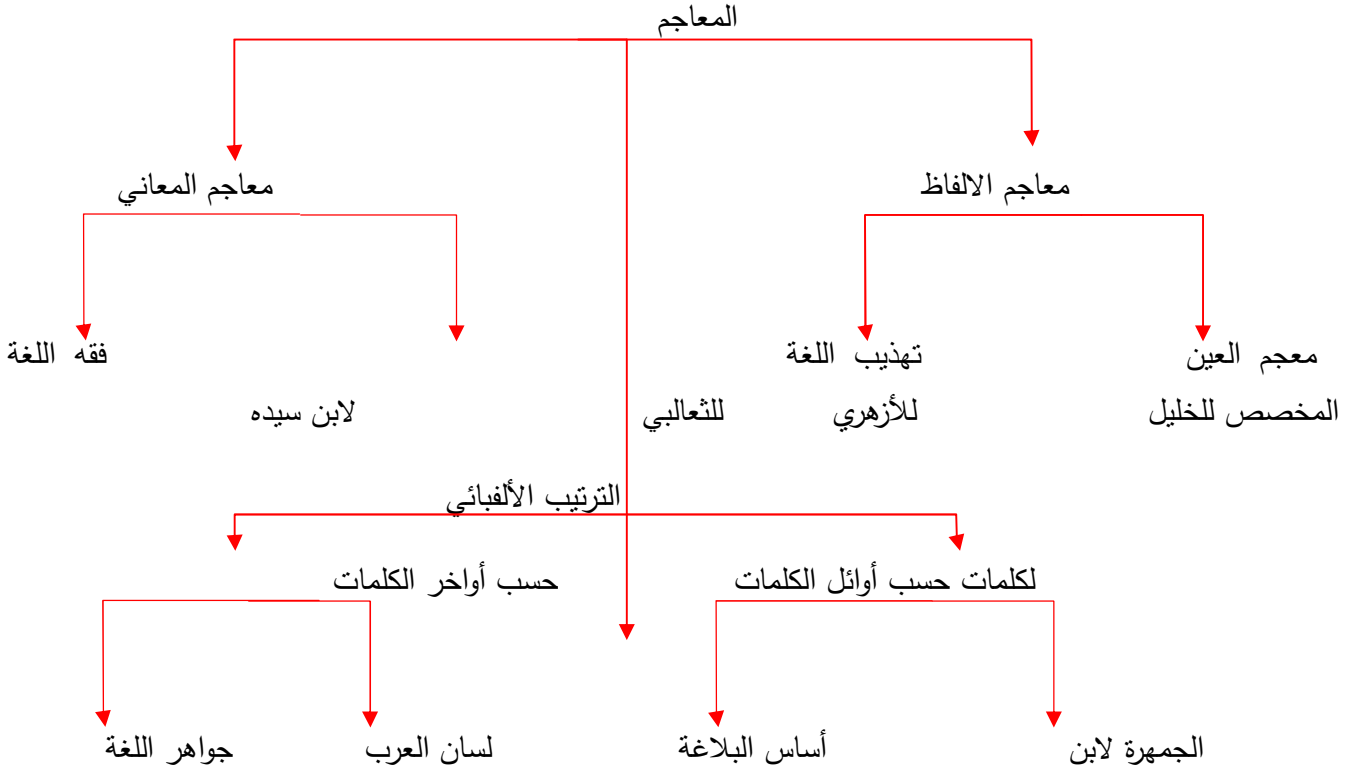 المعاجم
معاجم الالفاظ معاجم المعاني
معجم العين تهذيب اللغة فقه اللغة
المخصص للخليل للأزهري للثعالبي لابن سيده
الترتيب الألفبائي
لكلمات حسب أوائل الكلمات حسب أواخر الكلمات
الجمهرة لابن أساس البلاغة لسان العرب جواهر اللغة